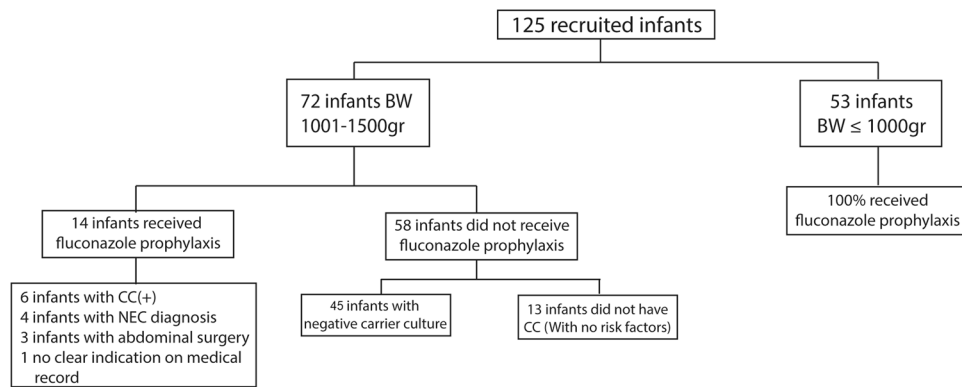 125 recruited infants
72 infants BW
1001-1500gr
53 infants
BW ≤ 1000gr
14 infants received
fluconazole prophylaxis
58 infants did not receive
fluconazole prophylaxis
100% received
fluconazole prophylaxis
6 infants with CC(+)
4 infants with NEC diagnosis
3 infants with abdominal surgery
1 no clear indication on medical
record
45 infants with
negative carrier culture
13 infants did not have
CC (With no risk factors)